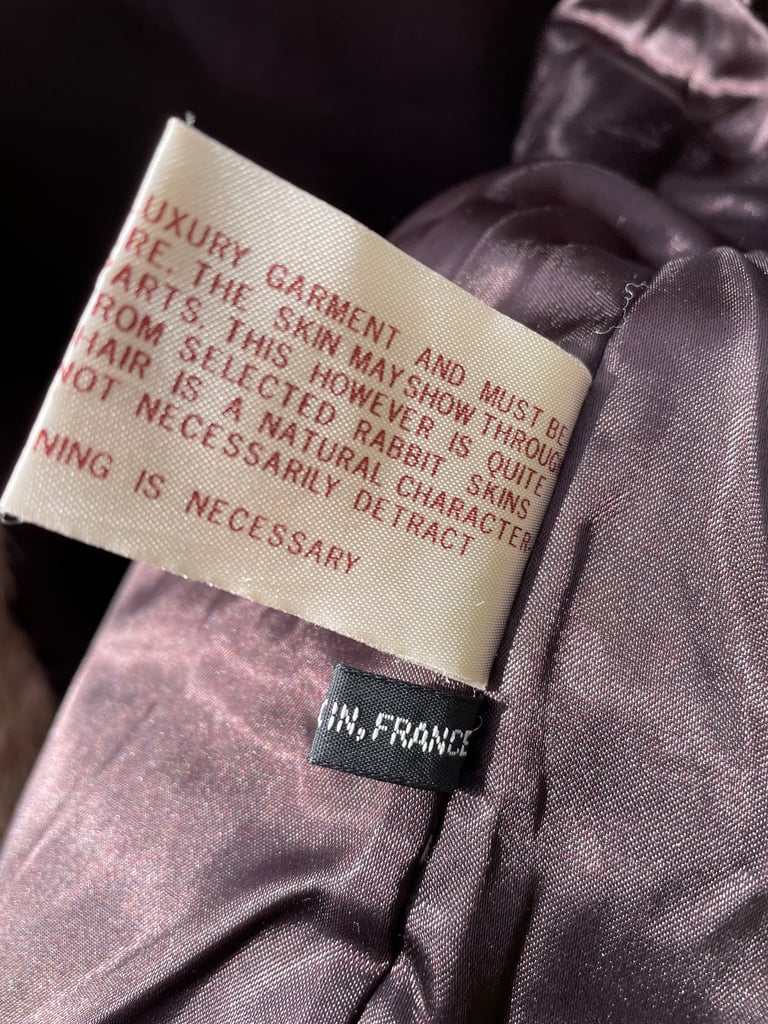 UXURY GARMENT AND MUST BE
RE. THE SKIN MAY SHOW THROUG
ARTS. THIS HOWEVER IS QUITE
ROM SELECTED RABBIT SKINS
HAIR IS A NATURAL CHARACTER
NOT NECESSARILY DETRACT
NING IS NECESSARY
IN, FRANCE